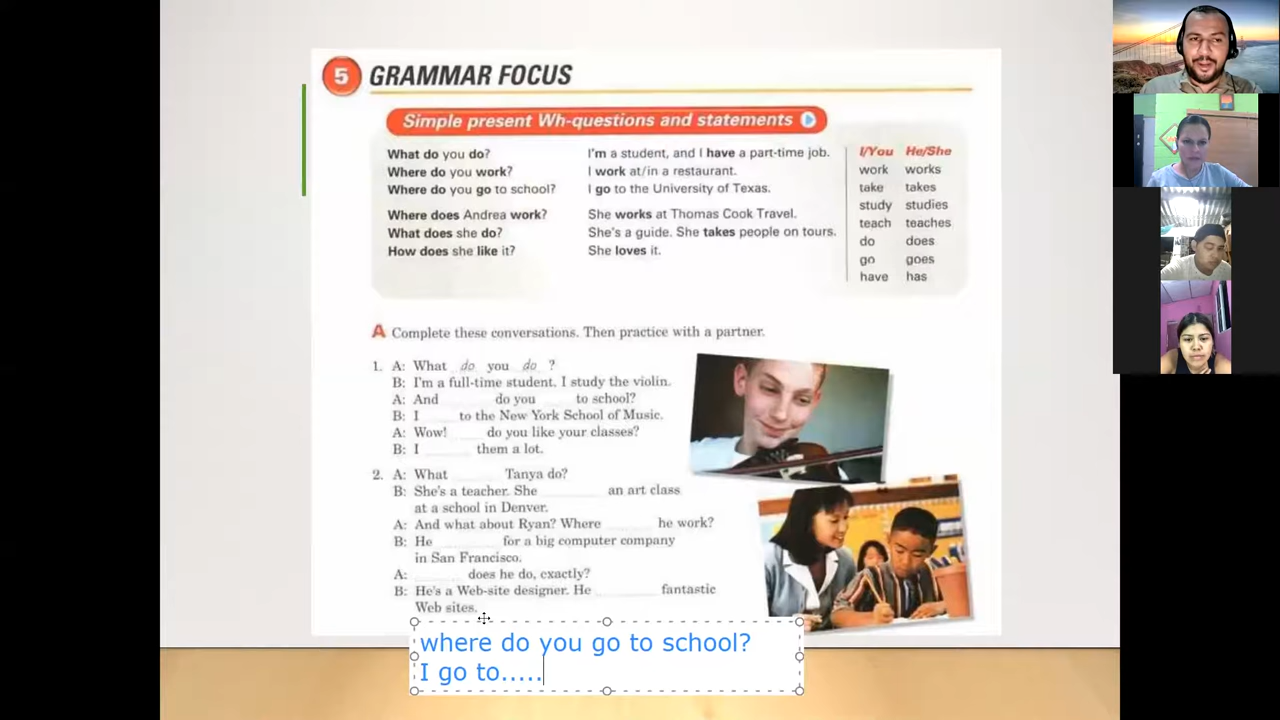 5 GRAMMAR FOCUS
Simple present Wh-questions and statements
What do you do? I'm a student, and I have a part-time job.
Where do you work? I work at/in a restaurant.
Where do you go to school? I go to the University of Texas.
Where does Andrea work? She works at Thomas Cook Travel.
What does she do? She's a guide. She takes people on tours.
How does she like it? She loves it.
I/You He/She
work works
take takes
study studies
teach teaches
do does
go goes
have has
A Complete these conversations. Then practice with a partner.
1. A: What do you do ?
B: I'm a full-time student. I study the violin.
A: And do you to school?
B: I to the New York School of Music.
A: Wow! do you like your classes?
B: I them a lot.
2. A: What Tanya do?
B: She's a teacher. She an art class
at a school in Denver.
A: And what about Ryan? Where he work?
B: He for a big computer company
in San Francisco.
A: does he do, exactly?
B: He's a Web-site designer. He fantastic
Web sites.
where do you go to school?
I go to.....